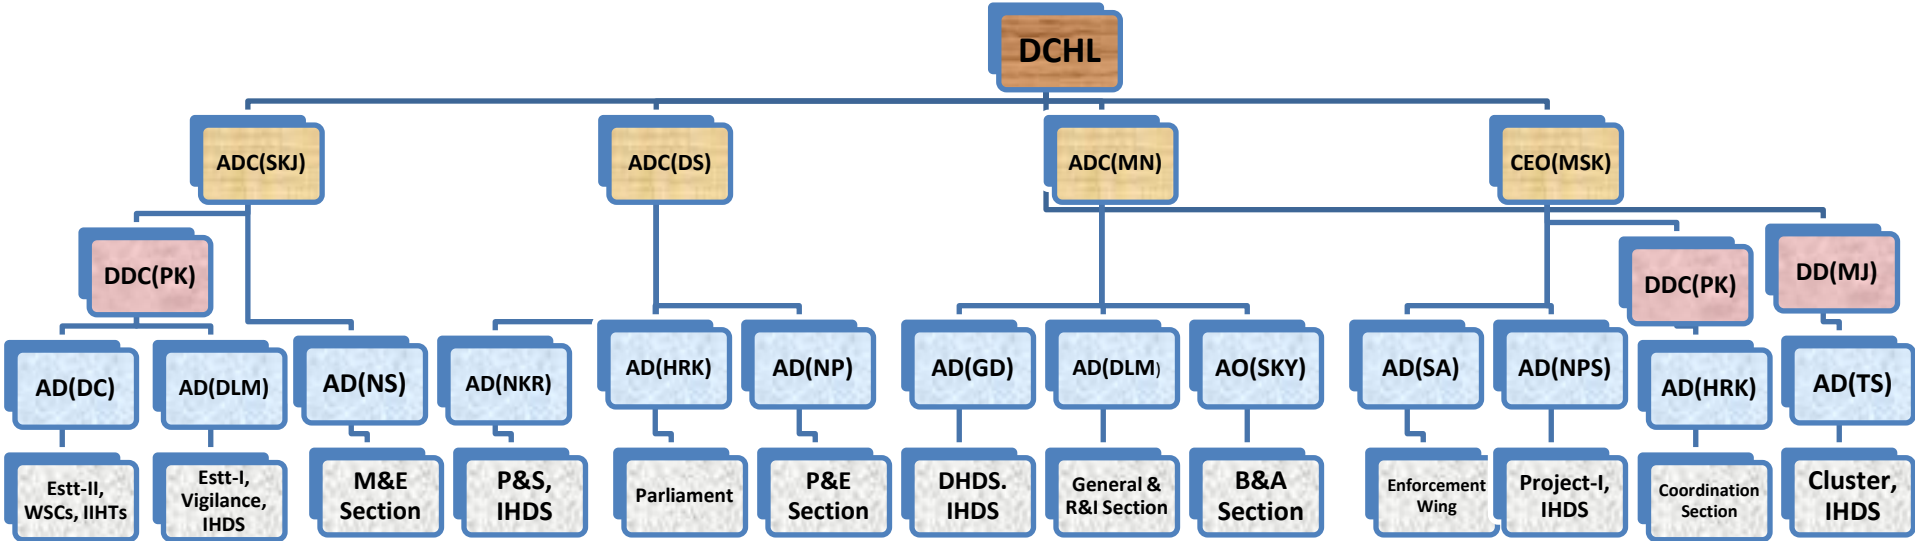 DCHL
ADC(SKJ)
ADC(DS)
ADC(MN)
CEO(MSK)
DDC(PK)
DDC(PK)
DD(MJ)
AD(DC)
AD(DLM)
AD(NS)
AD(NKR)
AD(HRK)
AD(NP)
AD(GD)
AD(DLM)
AO(SKY)
AD(SA)
AD(NPS)
AD(HRK)
AD(TS)
Estt-II,
WSCs, IIHTs
Estt-I,
Vigilance,
IHDS
M&E
Section
P&S,
IHDS
Parliament
P&E
Section
DHDS.
IHDS
General &
R&I Section
B&A
Section
Enforcement
Wing
Project-I,
IHDS
Coordination
Section
Cluster,
IHDS